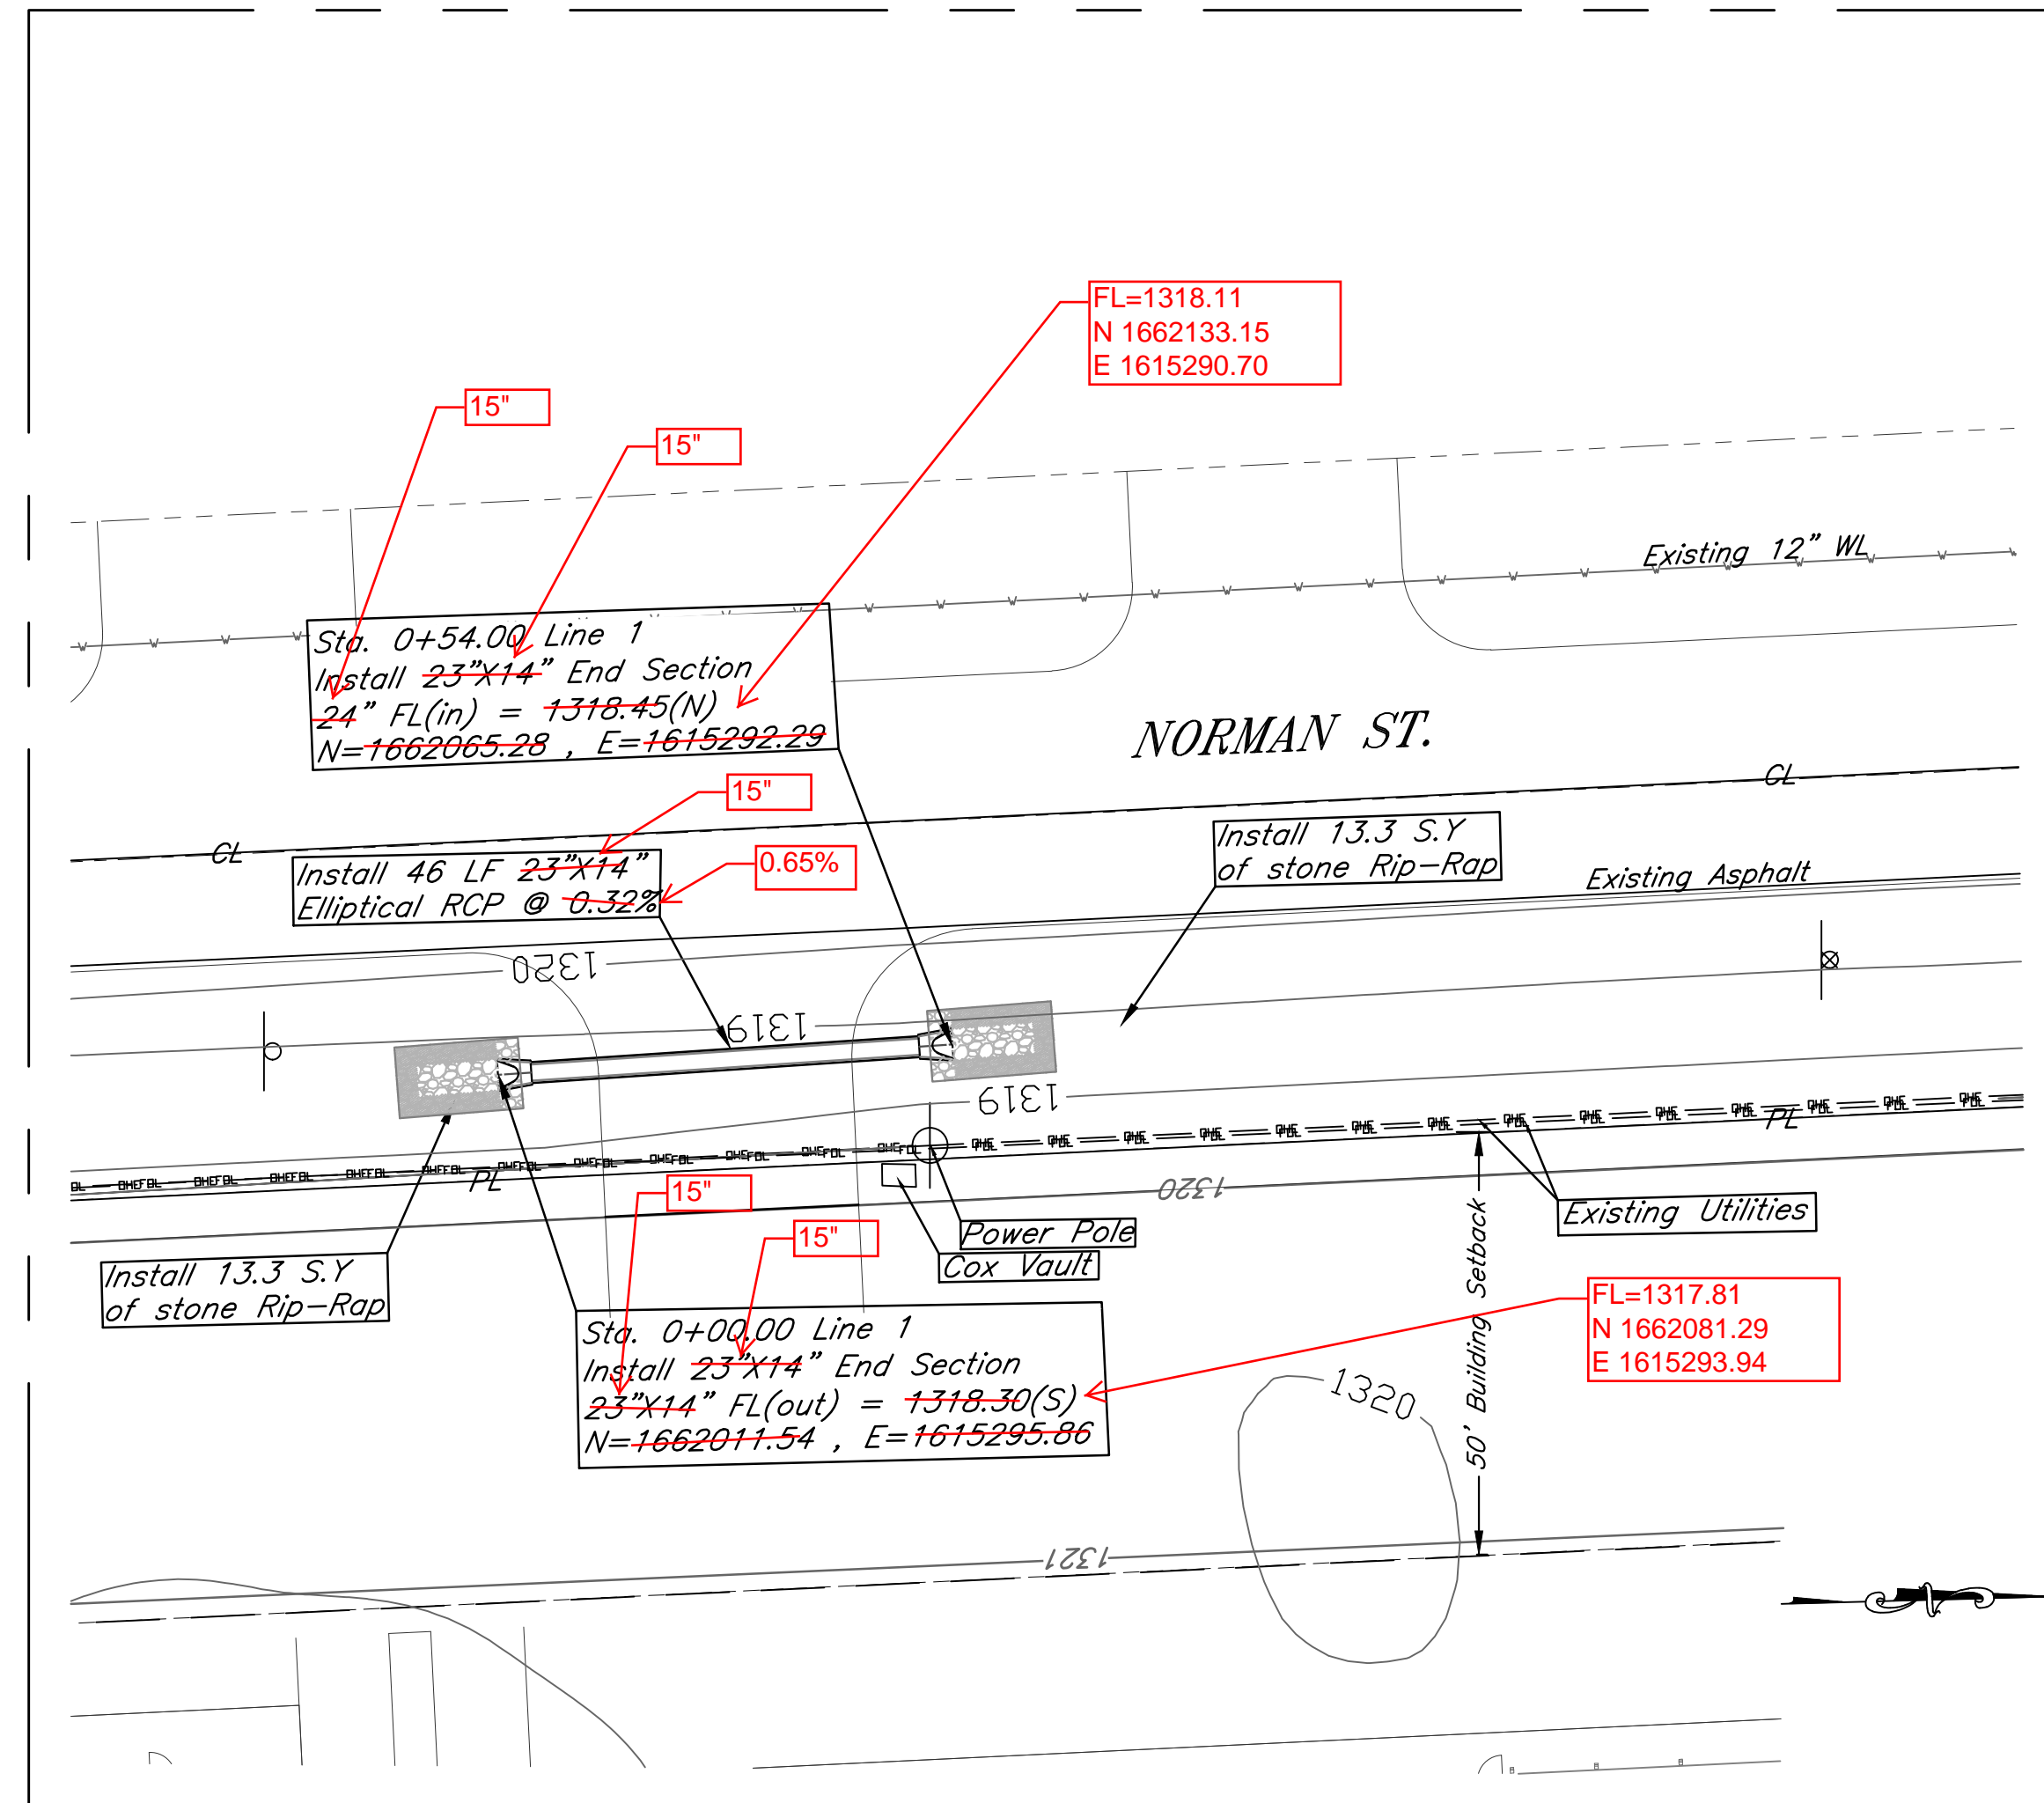 FL=1318.11
N 1662133.15
E 1615290.70
15"
15"
Existing 12" WL
Sta. 0+54.00 Line 1
Install 23"X14" End Section
24" FL(in) = 1318.45(N)
N=1662065.28 , E=1615292.29
NORMAN ST.
15"
CL
CL
Install 13.3 S.Y
of stone Rip-Rap
0.65%
Install 46 LF 23"X14"
Elliptical RCP @ 0.32%
Existing Asphalt
1320
1319
1319
PL
PL
1320
15"
15"
Power Pole
Cox Vault
Existing Utilities
50' Building Setback
Install 13.3 S.Y
of stone Rip-Rap
FL=1317.81
N 1662081.29
E 1615293.94
Sta. 0+00.00 Line 1
Install 23"X14" End Section
23"X14" FL(out) = 1318.30(S)
N=1662011.54 , E=1615295.86
1320
1321